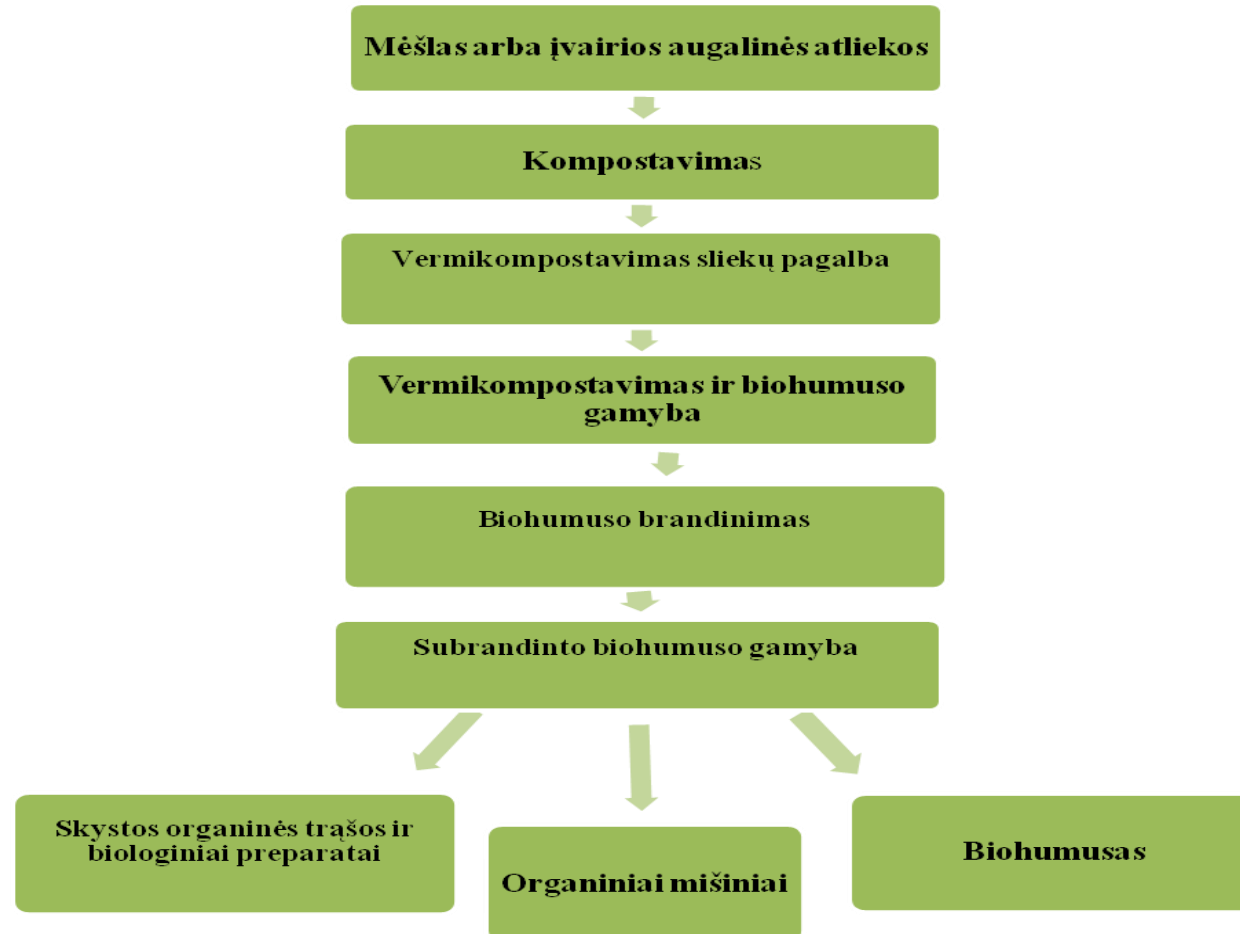 Mėšlas arba įvairios augalinės atliekos
Kompostavimas
Vermikompostavimas sliekų pagalba
Vermikompostavimas ir biohumuso
gamyba
Biohumuso brandinimas
Subrandinto biohumuso gamyba
Skystos organinės trąšos ir
biologiniai preparatai
Organiniai mišiniai
Biohumusas